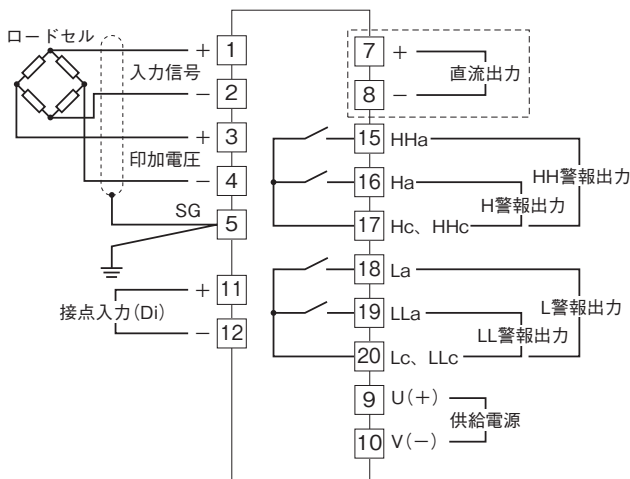 ロードセル
+ 1
入力信号
− 2
+ 3
印加電圧
− 4
SG
5
+ 11
接点入力(Di)
− 12
7 +
直流出力
8 −
15 HHa
HH警報出力
16 Ha
H警報出力
17 Hc、HHc
18 La
L警報出力
19 LLa
LL警報出力
20 Lc、LLc
9 U(+)
供給電源
10 V(−)